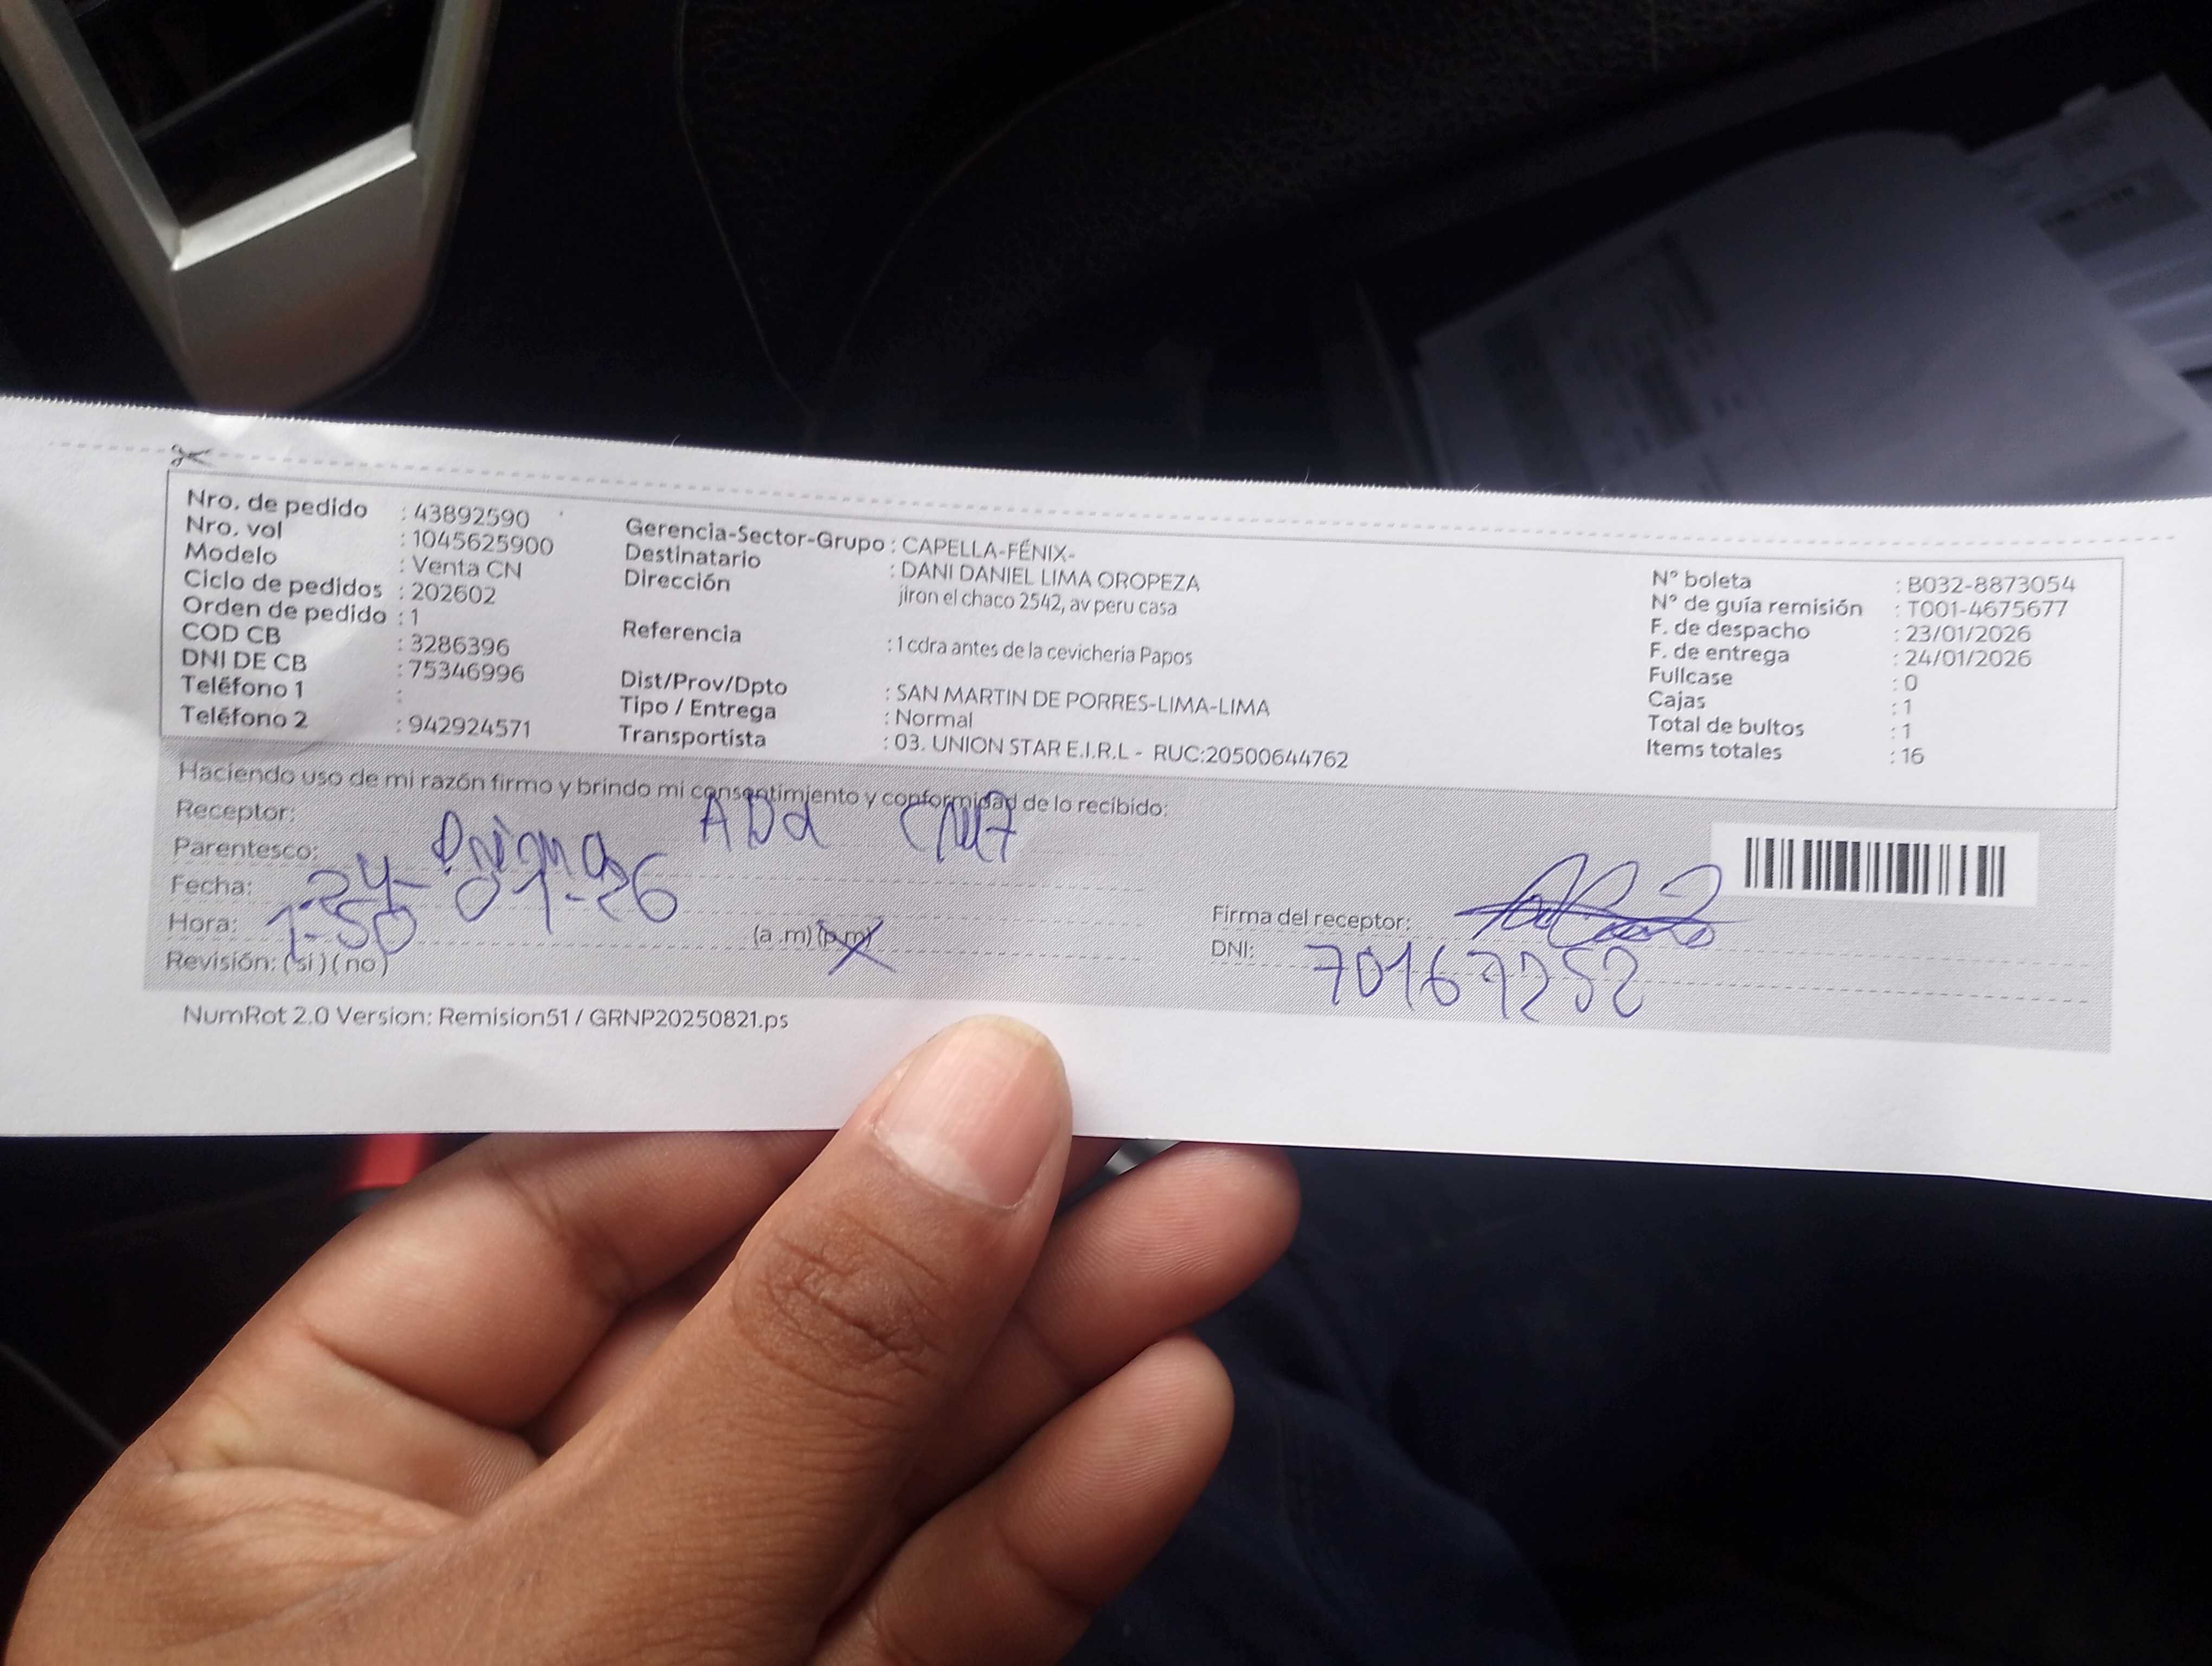 Nro. de pedido : 43892590
Nro. vol : 1045625900
Modelo : Venta CN
Ciclo de pedidos : 202602
Orden de pedido : 1
COD CB : 3286396
DNI DE CB : 75346996
Teléfono 1 :
Teléfono 2 : 942924571
Gerencia-Sector-Grupo : CAPELLA-FÉNIX-
Destinatario : DANI DANIEL LIMA OROPEZA
Dirección jiron el chaco 2542, av peru casa
Referencia : 1 cdra antes de la cevicheria Papos
Dist/Prov/Dpto : SAN MARTIN DE PORRES-LIMA-LIMA
Tipo / Entrega : Normal
Transportista : 03. UNION STAR E.I.R.L - RUC:20500644762
N° boleta : B032-8873054
N° de guía remisión : T001-4675677
F. de despacho : 23/01/2026
F. de entrega : 24/01/2026
Fullcase : 0
Cajas : 1
Total de bultos : 1
Items totales : 16
Haciendo uso de mi razón firmo y brindo mi consentimiento y conformidad de lo recibido:
Receptor:
Parentesco:
Fecha: 24-01-26
Hora: 1-50 (a .m) (p.m)
Revisión: (si) (no)
Firma del receptor:
DNI: 70167252
NumRot 2.0 Version: Remision51 / GRNP20250821.ps